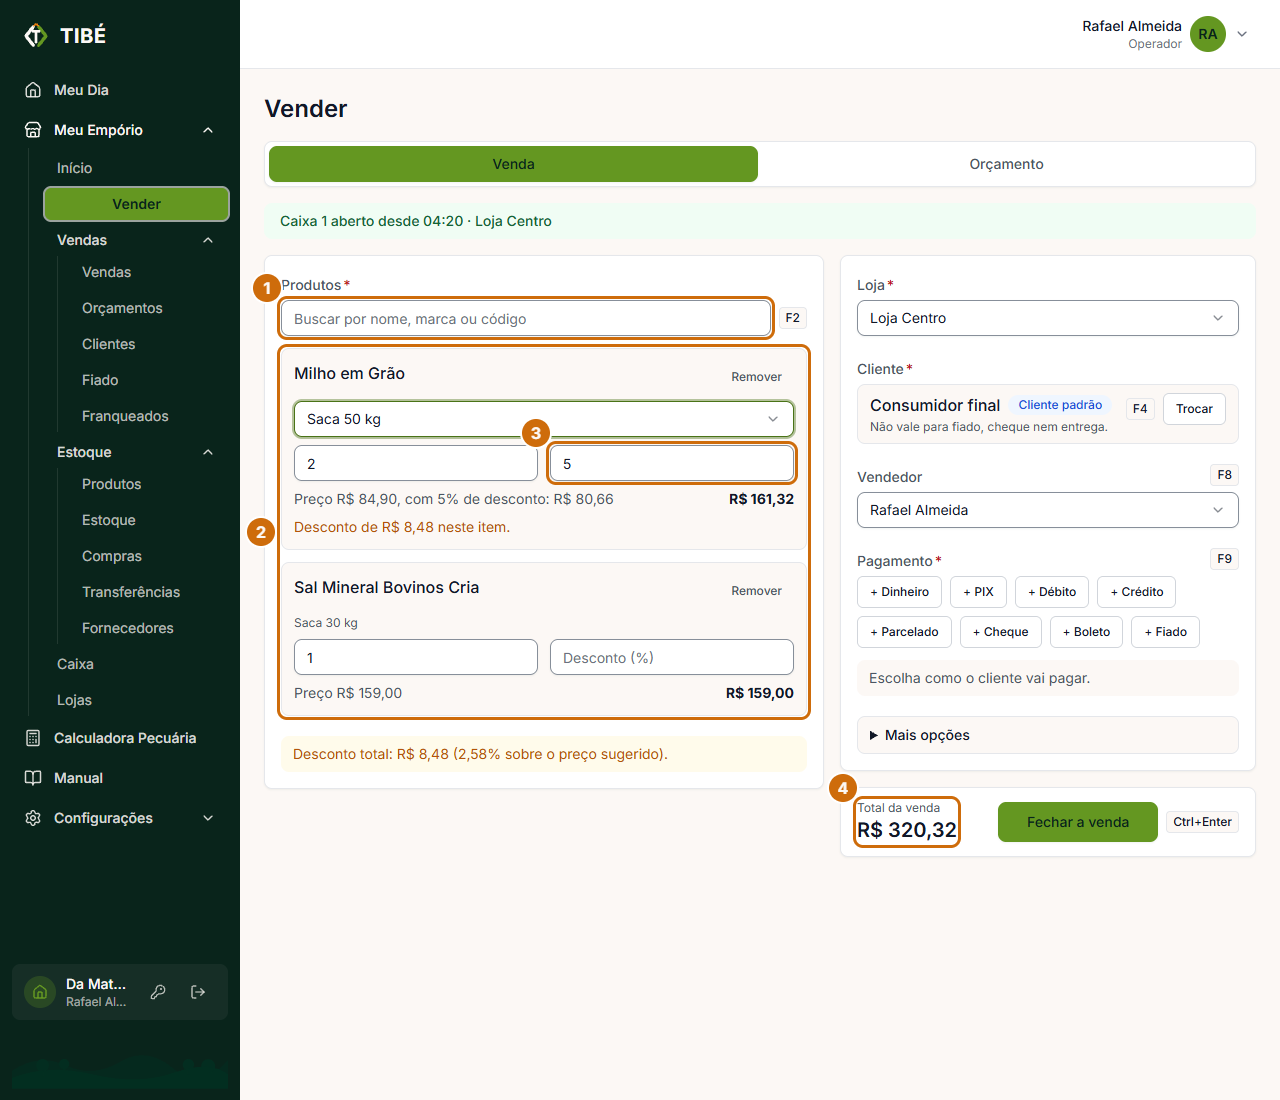 TIBÉ
Meu Dia
Meu Empório
Início
Vender
Vendas
Vendas
Orçamentos
Clientes
Fiado
Franqueados
Estoque
Produtos
Estoque
Compras
Transferências
Fornecedores
Caixa
Lojas
Calculadora Pecuária
Manual
Configurações
Da Mat...
Rafael Al...
Rafael Almeida
Operador
RA
Vender
Venda
Orçamento
Caixa 1 aberto desde 04:20 · Loja Centro
1
Produtos*
Buscar por nome, marca ou código
F2
2
Milho em Grão
Remover
Saca 50 kg
3
2
5
Preço R$ 84,90, com 5% de desconto: R$ 80,66
R$ 161,32
Desconto de R$ 8,48 neste item.
Sal Mineral Bovinos Cria
Remover
Saca 30 kg
1
Desconto (%)
Preço R$ 159,00
R$ 159,00
Desconto total: R$ 8,48 (2,58% sobre o preço sugerido).
Loja*
Loja Centro
Cliente*
Consumidor final
Cliente padrão
F4
Trocar
Não vale para fiado, cheque nem entrega.
Vendedor
F8
Rafael Almeida
Pagamento*
F9
+ Dinheiro
+ PIX
+ Débito
+ Crédito
+ Parcelado
+ Cheque
+ Boleto
+ Fiado
Escolha como o cliente vai pagar.
Mais opções
4
Total da venda
R$ 320,32
Fechar a venda
Ctrl+Enter